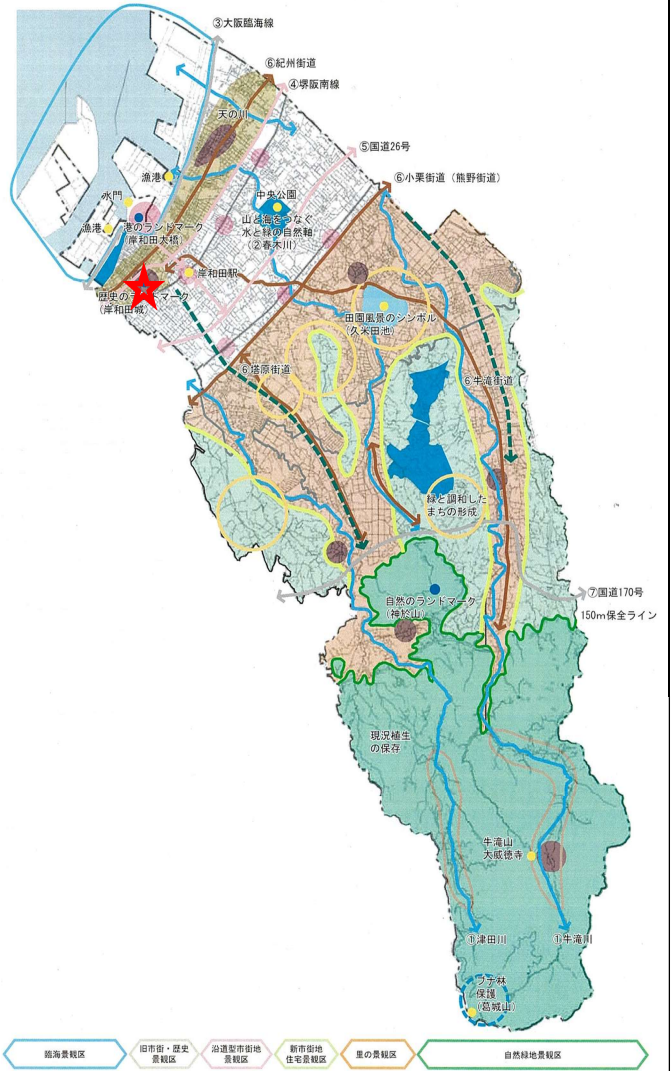 ③大阪臨海線
⑥紀州街道
④堺阪南線
天の川
⑤国道26号
漁港
⑥小栗街道（熊野街道）
水門
中央公園
漁港
港のランドマーク
（岸和田大橋）
山と海をつなぐ
水と緑の自然軸
（②春木川）
岸和田駅
歴史のランドマーク
（岸和田城）
田園風景のシンボル
（久米田池）
6 塔原街道
6 牛滝街道
緑と調和した
まちの形成
⑦国道170号
自然のランドマーク
（神於山）
150m保全ライン
現況植生
の保存
牛滝山
大威徳寺
①津田川
①牛滝川
ブナ林
保護
（葛城山）
臨海景観区
旧市街・歴史
景観区
沿道型市街地
景観区
新市街地
住宅景観区
里の景観区
自然緑地景観区